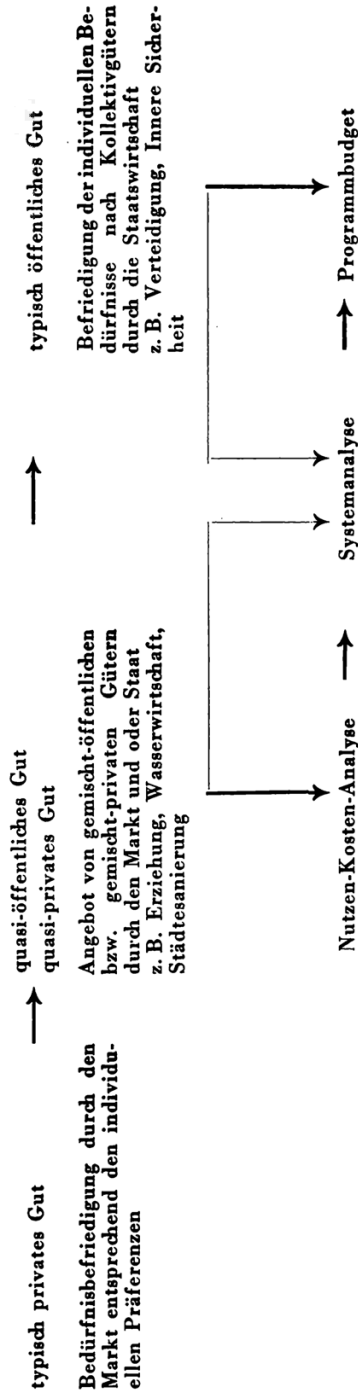 typisch privates Gut
Bedürfnisbefriedigung durch den
Markt entsprechend den individu-
ellen Präferenzen
quasi-öffentliches Gut
quasi-privates Gut
Angebot von gemischt-öffentlichen
bzw. gemischt-privaten Gütern
durch den Markt und oder Staat
z. B. Erziehung, Wasserwirtschaft,
Städtesanierung
typisch öffentliches Gut
Befriedigung der individuellen Be-
dürfnisse nach Kollektivgütern
durch die Staatswirtschaft
z. B. Verteidigung, Innere Sicher-
heit
Nutzen-Kosten-Analyse
Systemanalyse
Programmbudget